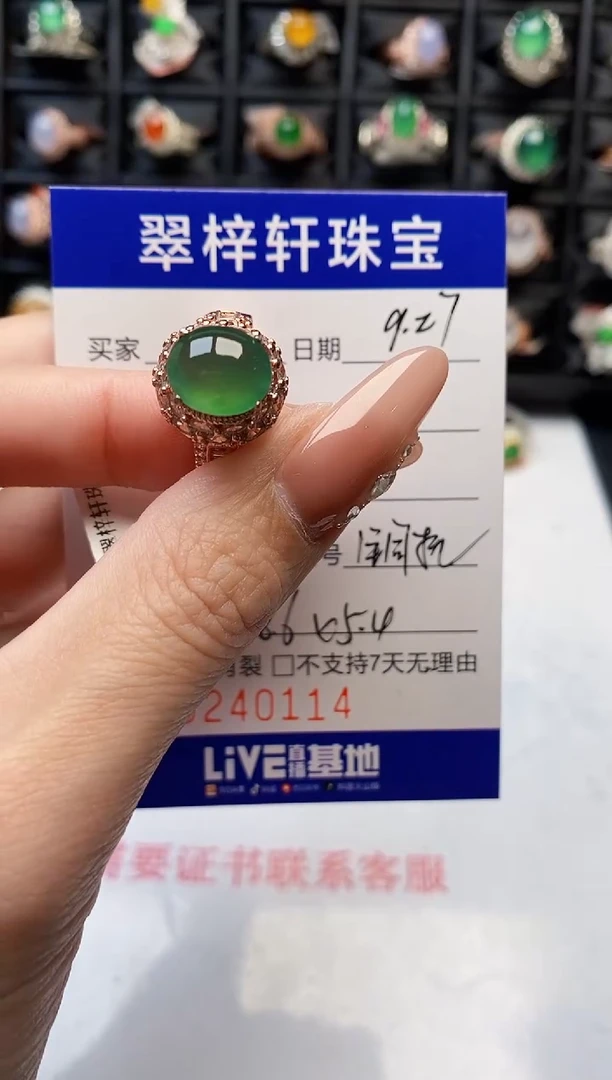 翠梓轩珠宝
买家 日期 9.27
号
6 x5.4
裂 □不支持7天无理由
240114
LiVE直播基地
要证书联系客服